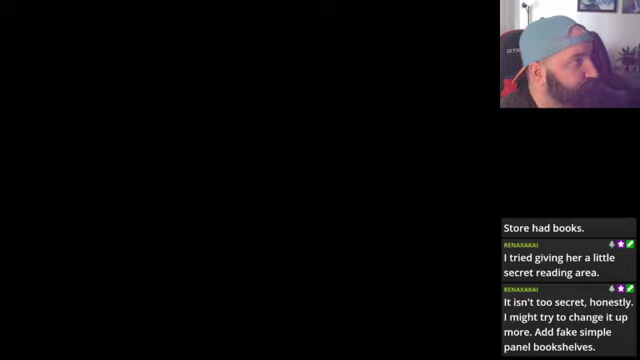 Store had books.
RENAXAKAI
I tried giving her a little
secret reading area.
RENAXAKAI
It isn't too secret, honestly.
I might try to change it up
more. Add fake simple
panel bookshelves.